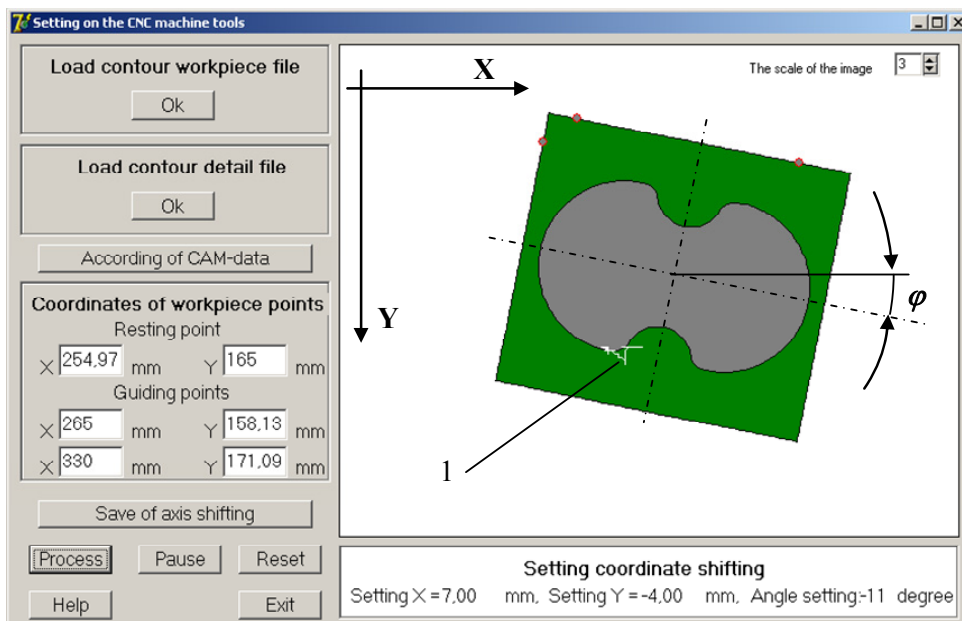 Setting on the CNC machine tools
Load contour workpiece file
Ok
Load contour detail file
Ok
According of CAM-data
Coordinates of workpiece points
Resting point
X 254,97 mm Y 165 mm
Guiding points
X 265 mm Y 158,13 mm
X 330 mm Y 171,09 mm
Save of axis shifting
Process Pause Reset
Help Exit
The scale of the image 3
X
Y
φ
1
Setting coordinate shifting
Setting X =7,00 mm, Setting Y =-4,00 mm, Angle setting:-11 degree